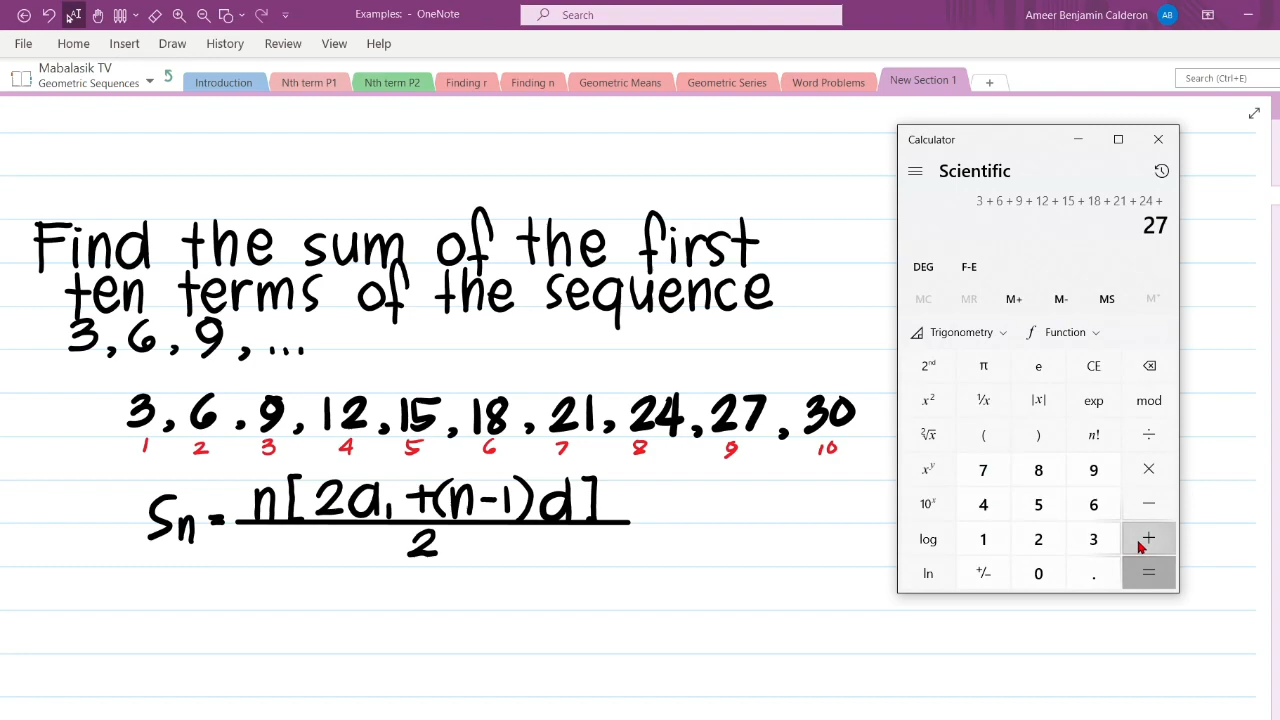 Examples: - OneNote
Search
Ameer Benjamin Calderon
AB
File Home Insert Draw History Review View Help
Mabalasik TV
Geometric Sequences
Introduction Nth term P1 Nth term P2 Finding r Finding n Geometric Means Geometric Series Word Problems New Section 1 +
Search (Ctrl+E)
Find the sum of the first
ten terms of the sequence
3, 6, 9, ...
3, 6, 9, 12, 15, 18, 21, 24, 27, 30
1 2 3 4 5 6 7 8 9 10
Sn = n[2a₁+(n-1)d]
2
Calculator
Scientific
3 + 6 + 9 + 12 + 15 + 18 + 21 + 24 +
27
DEG F-E
MC MR M+ M- MS M˅
Trigonometry f Function
2ⁿᵈ π e CE ⌫
x² ¹/x |x| exp mod
²√x ( ) n! ÷
xʸ 7 8 9 ×
10ˣ 4 5 6 −
log 1 2 3 +
ln +/− 0 . =